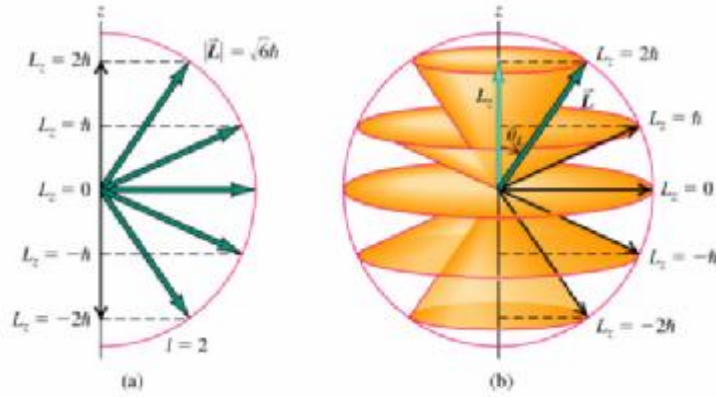 z
L_z = 2ħ
|L⃗| = √6ħ
L_z = ħ
L_z = 0
L_z = −ħ
L_z = −2ħ
l = 2
(a)
z
L_z = 2ħ
L_z
L⃗
L_z = ħ
θ_L
L_z = 0
L_z = −ħ
L_z = −2ħ
(b)